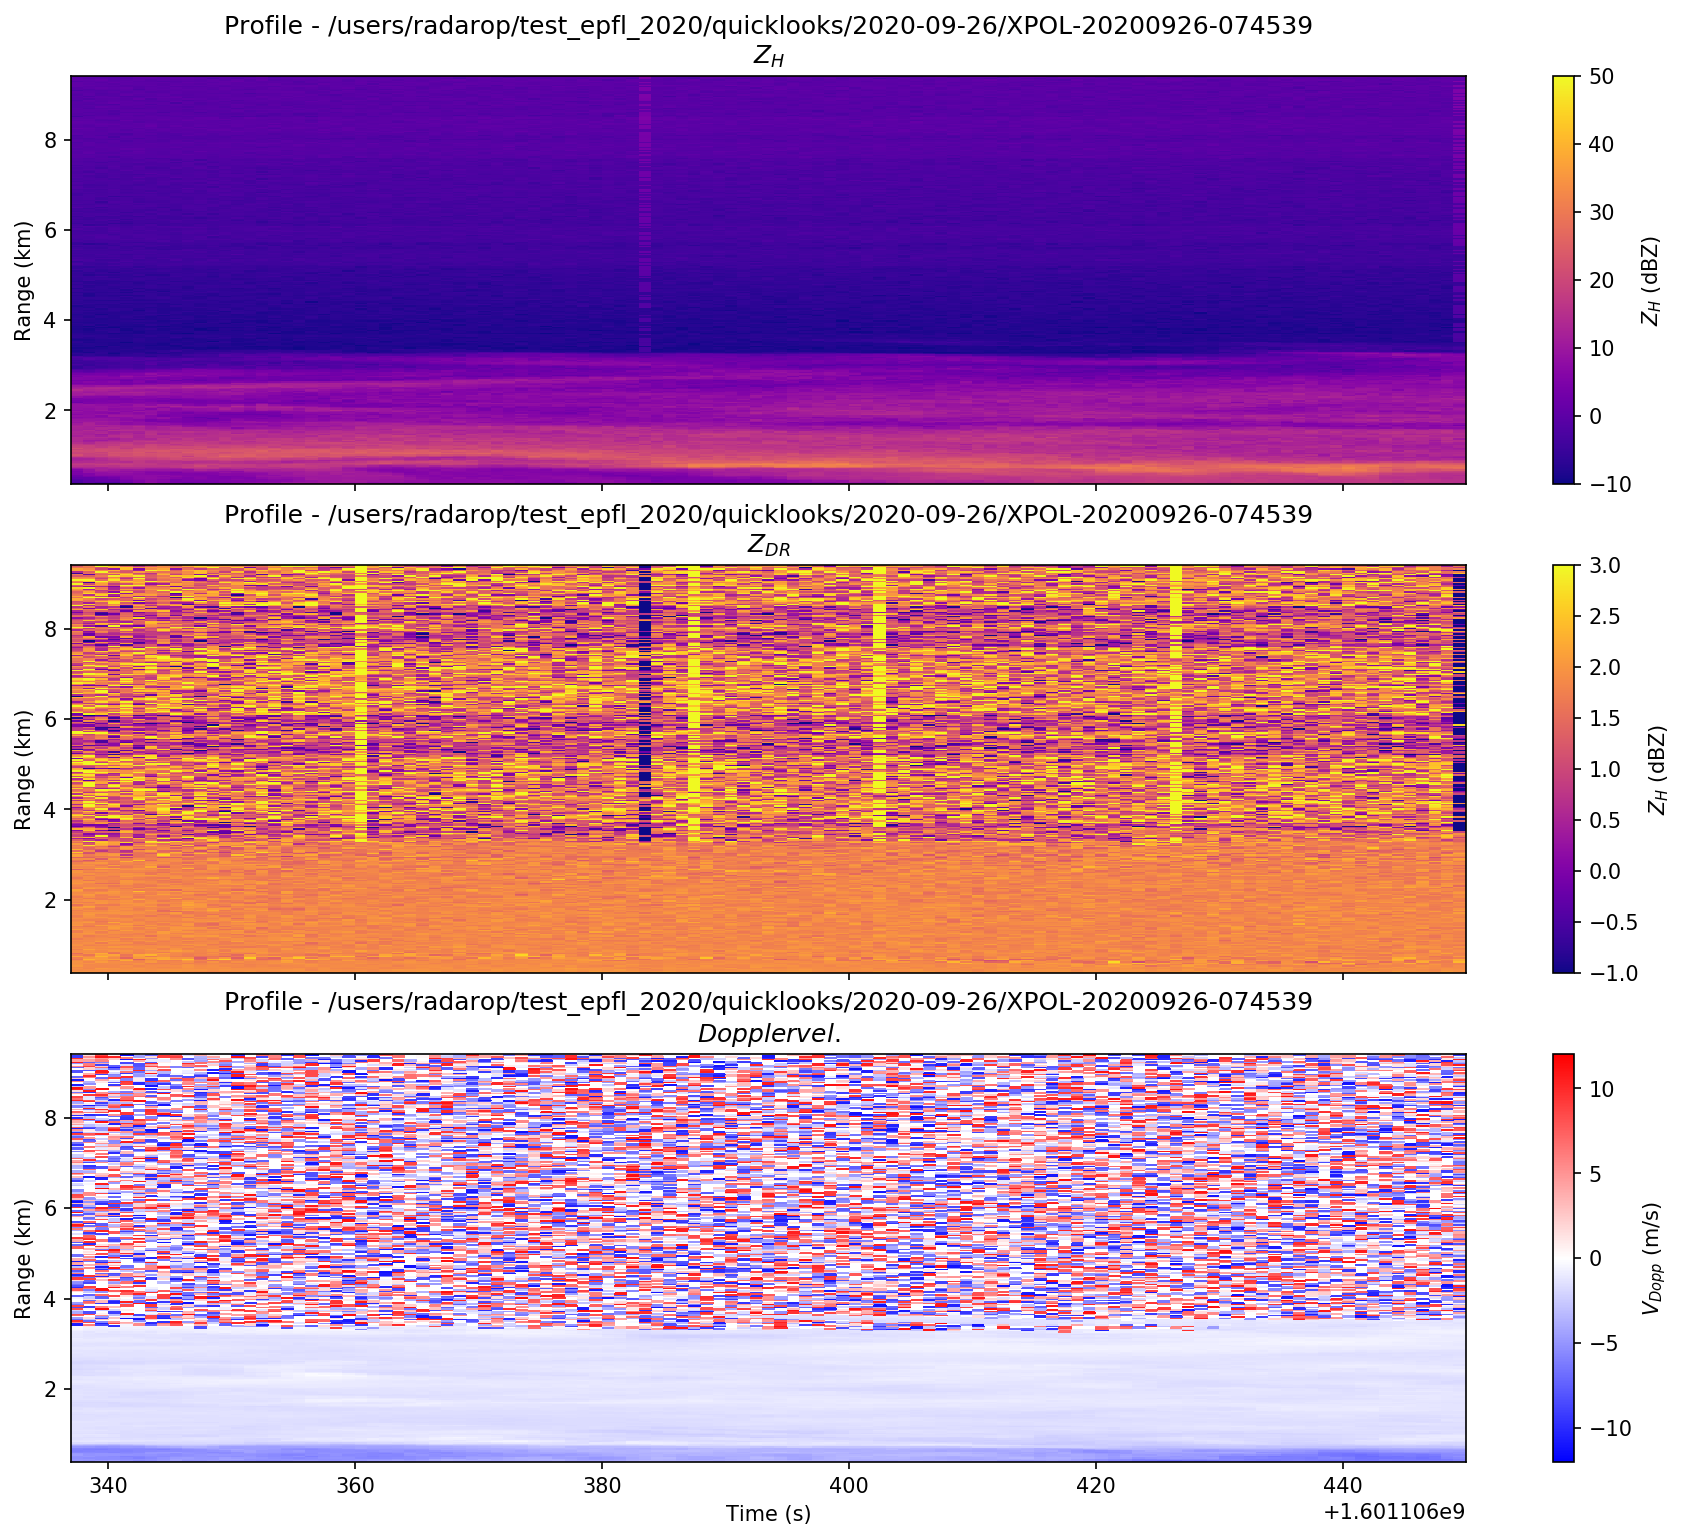 Profile - /users/radarop/test_epfl_2020/quicklooks/2020-09-26/XPOL-20200926-074539
Z_H
Range (km)
8
6
4
2
50
40
30
20
10
0
−10
Z_H (dBZ)
Profile - /users/radarop/test_epfl_2020/quicklooks/2020-09-26/XPOL-20200926-074539
Z_DR
Range (km)
8
6
4
2
3.0
2.5
2.0
1.5
1.0
0.5
0.0
−0.5
−1.0
Z_H (dBZ)
Profile - /users/radarop/test_epfl_2020/quicklooks/2020-09-26/XPOL-20200926-074539
Dopplervel.
Range (km)
8
6
4
2
10
5
0
−5
−10
V_Dopp (m/s)
340 360 380 400 420 440
Time (s)
+1.601106e9